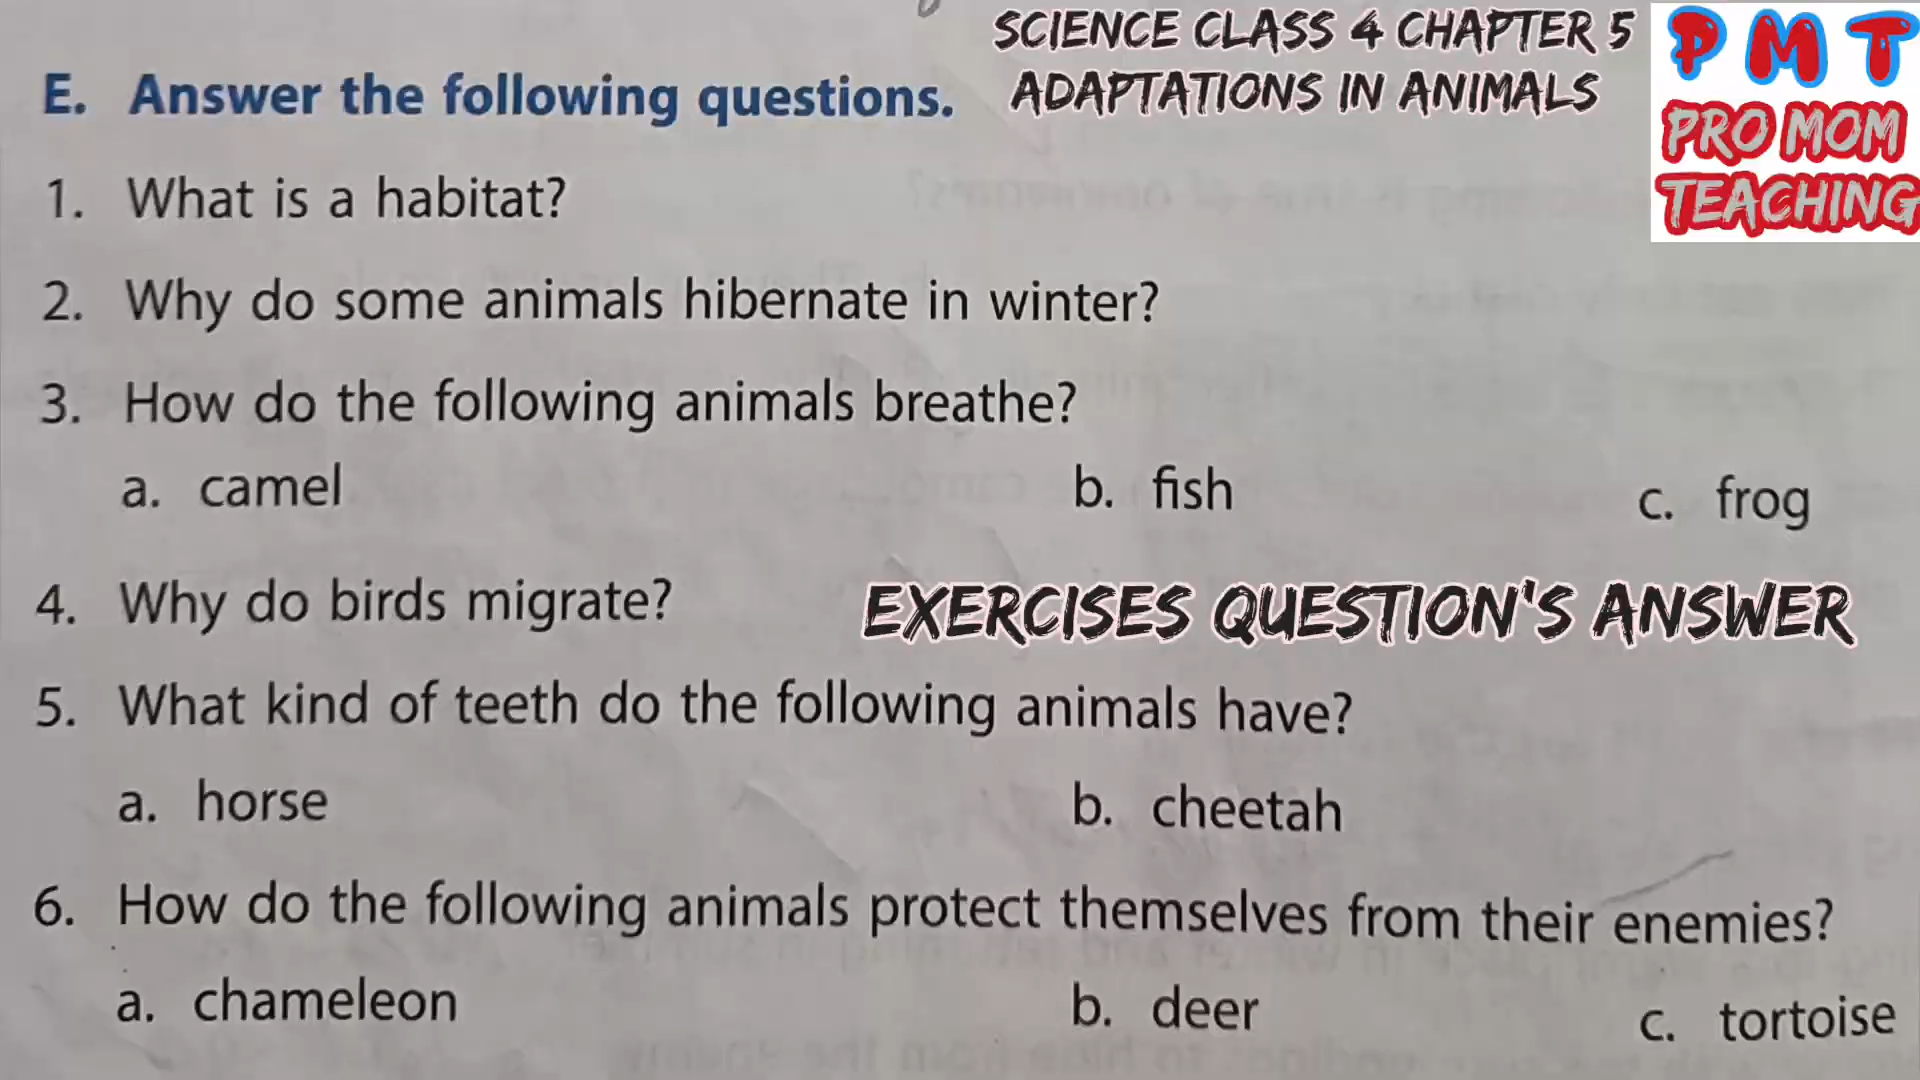 SCIENCE CLASS 4 CHAPTER 5
ADAPTATIONS IN ANIMALS
PMT
PRO MOM
TEACHING
E. Answer the following questions.
1. What is a habitat?
2. Why do some animals hibernate in winter?
3. How do the following animals breathe?
a. camel b. fish c. frog
4. Why do birds migrate?
EXERCISES QUESTION'S ANSWER
5. What kind of teeth do the following animals have?
a. horse b. cheetah
6. How do the following animals protect themselves from their enemies?
a. chameleon b. deer c. tortoise